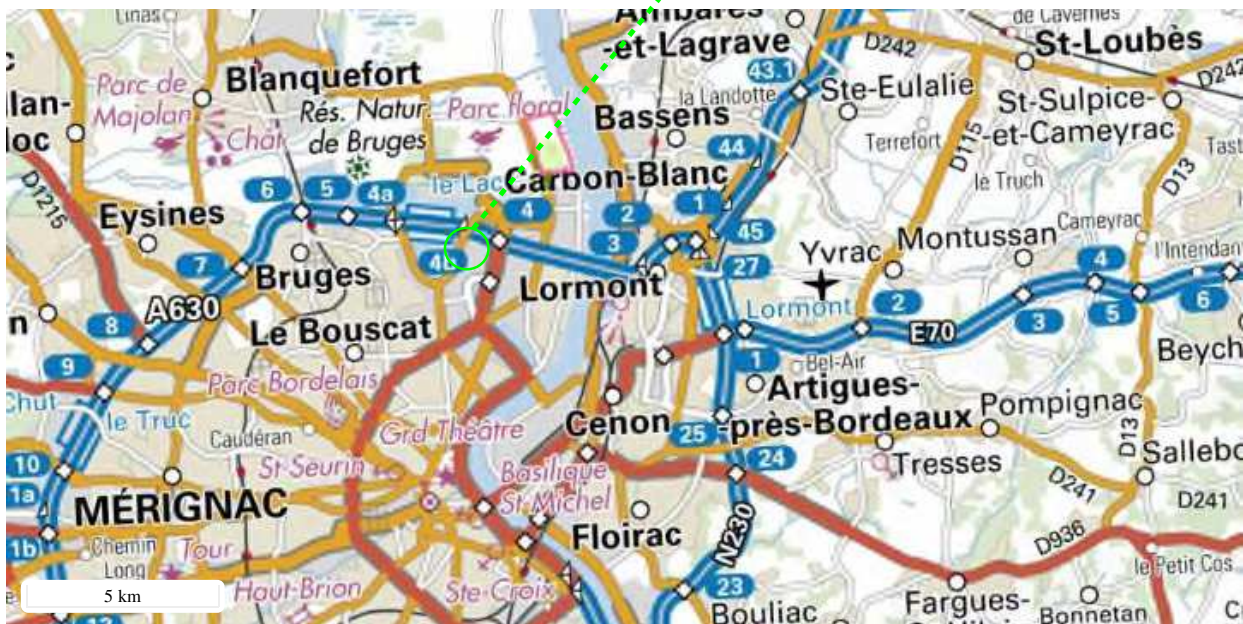 Linas
Ambarès
-et-Lagrave
de Cavernes
D242
St-Loubès
D242
Parc de
Majolan
Blanquefort
Rés. Natur.
de Bruges
Parc floral
43.1
la Landotte
Ste-Eulalie
St-Sulpice-
-et-Cameyrac
Bassens
Terrefort
D115
lan-
loc
Chât
44
le Truch
D13
Tast
D1215
6
5
4a
le Lac
Carbon-Blanc
4
2
1
Cameyrac
Eysines
3
45
Yvrac
Montussan
l'Intendant
7
Bruges
4b
27
4
A630
Lormont
Lormont
2
3
5
6
8
Le Bouscat
E70
9
1
Bel-Air
Beych
Parc Bordelais
Artigues-
-près-Bordeaux
Chut
le Truc
Caudéran
Grd Théâtre
Cenon
Pompignac
D13
25
10
St-Seurin
Basilique
St-Michel
24
Tresses
Sallebo
1a
MÉRIGNAC
D241
D241
1b
Floirac
N230
D936
Chemin
Long
Tour
le Petit Cos
5 km
Haut-Brion
Ste-Croix
23
Bouliac
Fargues-
Bonnetan